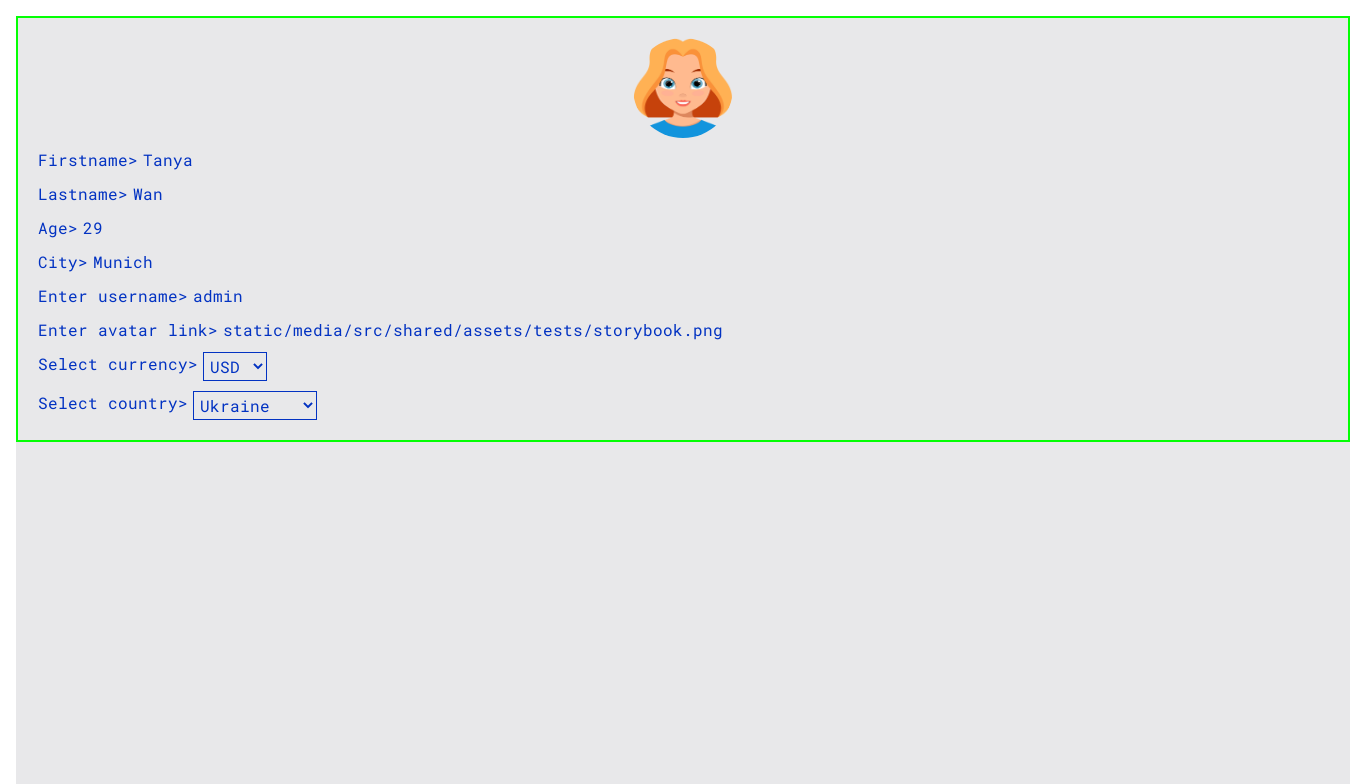 Firstname> Tanya
Lastname> Wan
Age> 29
City> Munich
Enter username> admin
Enter avatar link> static/media/src/shared/assets/tests/storybook.png
Select currency> USD
Select country> Ukraine